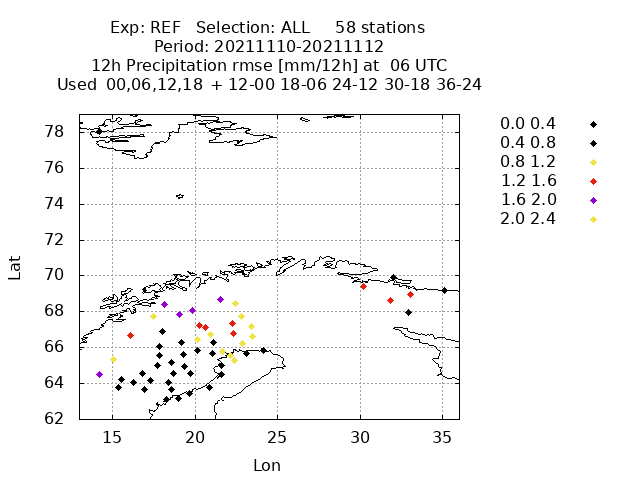 Exp: REF   Selection: ALL     58 stations
Period: 20211110-20211112
12h Precipitation rmse [mm/12h] at  06 UTC
Used  00,06,12,18  + 12-00 18-06 24-12 30-18 36-24
0.0 0.4
0.4 0.8
0.8 1.2
1.2 1.6
1.6 2.0
2.0 2.4
78
76
74
72
70
68
66
64
62
Lat
15 20 25 30 35
Lon